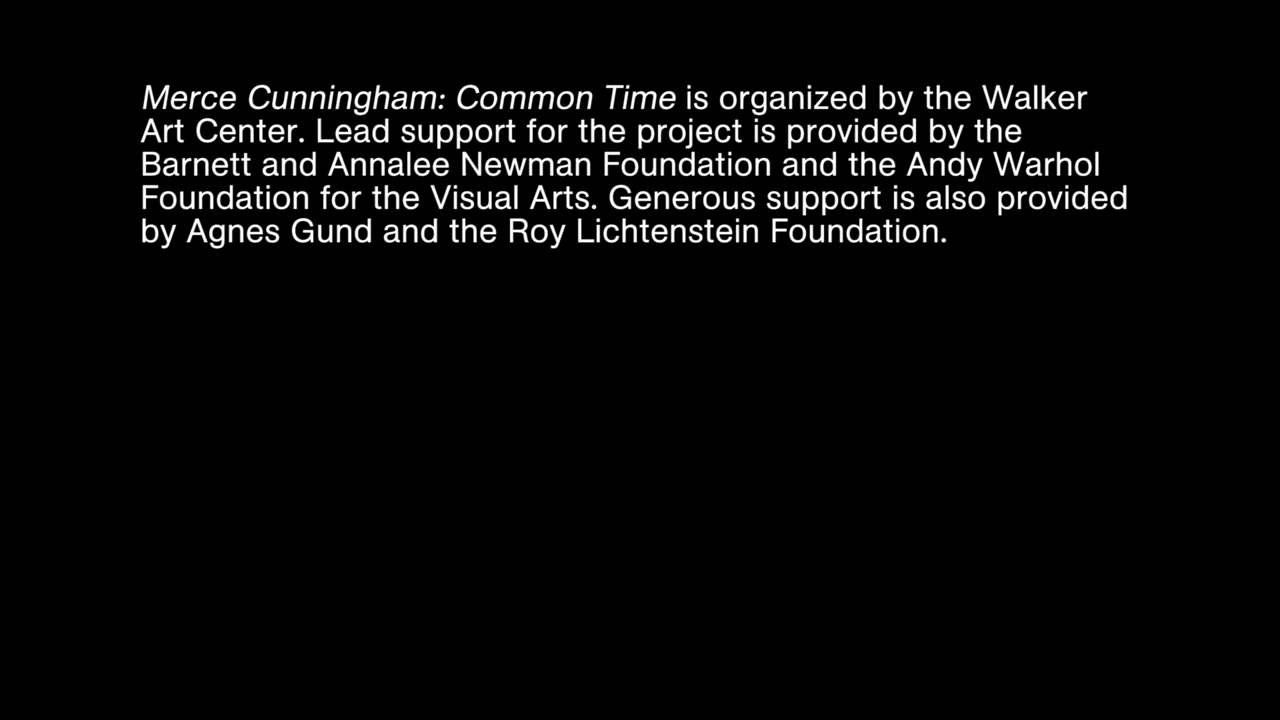 Merce Cunningham: Common Time is organized by the Walker
Art Center. Lead support for the project is provided by the
Barnett and Annalee Newman Foundation and the Andy Warhol
Foundation for the Visual Arts. Generous support is also provided
by Agnes Gund and the Roy Lichtenstein Foundation.